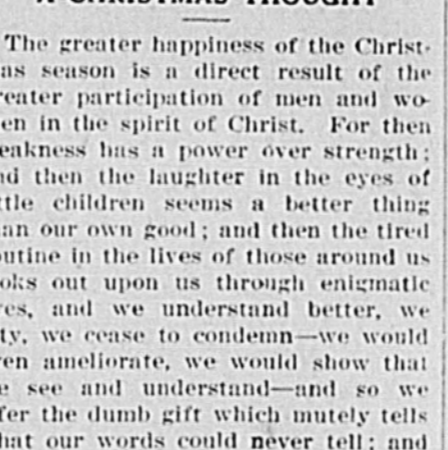 A CHRISTMAS THOUGHT
The greater happiness of the Christ-
as season is a direct result of the
reater participation of men and wo-
en in the spirit of Christ. For then
eakness has a power over strength;
nd then the laughter in the eyes of
ttle children seems a better thing
an our own good; and then the tired
outine in the lives of those around us
oks out upon us through enigmatic
es, and we understand better, we
ty, we cease to condemn—we would
en ameliorate, we would show that
e see and understand—and so we
fer the dumb gift which mutely tells
hat our words could never tell; and